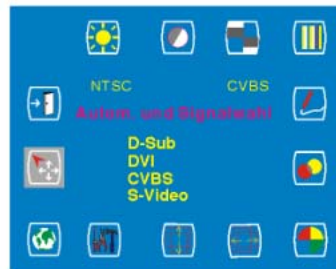 NTSC CVBS
Autom. und Signalwahl
D-Sub
DVI
CVBS
S-Video